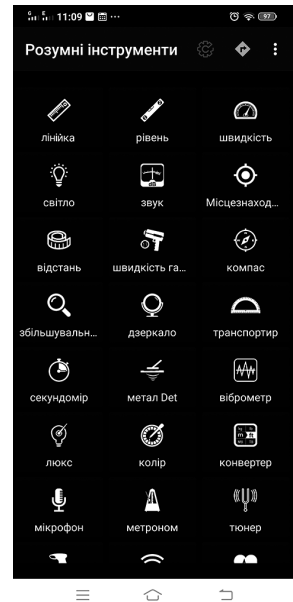 G E 11:09 97
Розумні інструменти
лінійка рівень швидкість
світло звук Місцезнаход...
відстань швидкість га... компас
збільшувальн... дзеркало транспортир
секундомір метал Det віброметр
люкс колір конвертер
мікрофон метроном тюнер